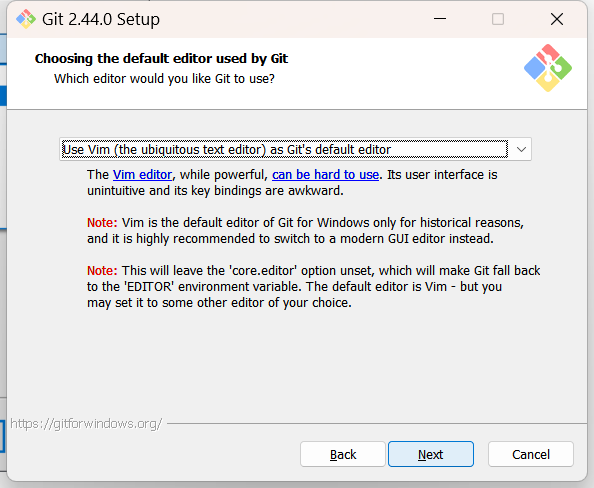 Git 2.44.0 Setup
Choosing the default editor used by Git
Which editor would you like Git to use?
Use Vim (the ubiquitous text editor) as Git's default editor
The Vim editor, while powerful, can be hard to use. Its user interface is
unintuitive and its key bindings are awkward.
Note: Vim is the default editor of Git for Windows only for historical reasons,
and it is highly recommended to switch to a modern GUI editor instead.
Note: This will leave the 'core.editor' option unset, which will make Git fall back
to the 'EDITOR' environment variable. The default editor is Vim - but you
may set it to some other editor of your choice.
https://gitforwindows.org/
Back Next Cancel